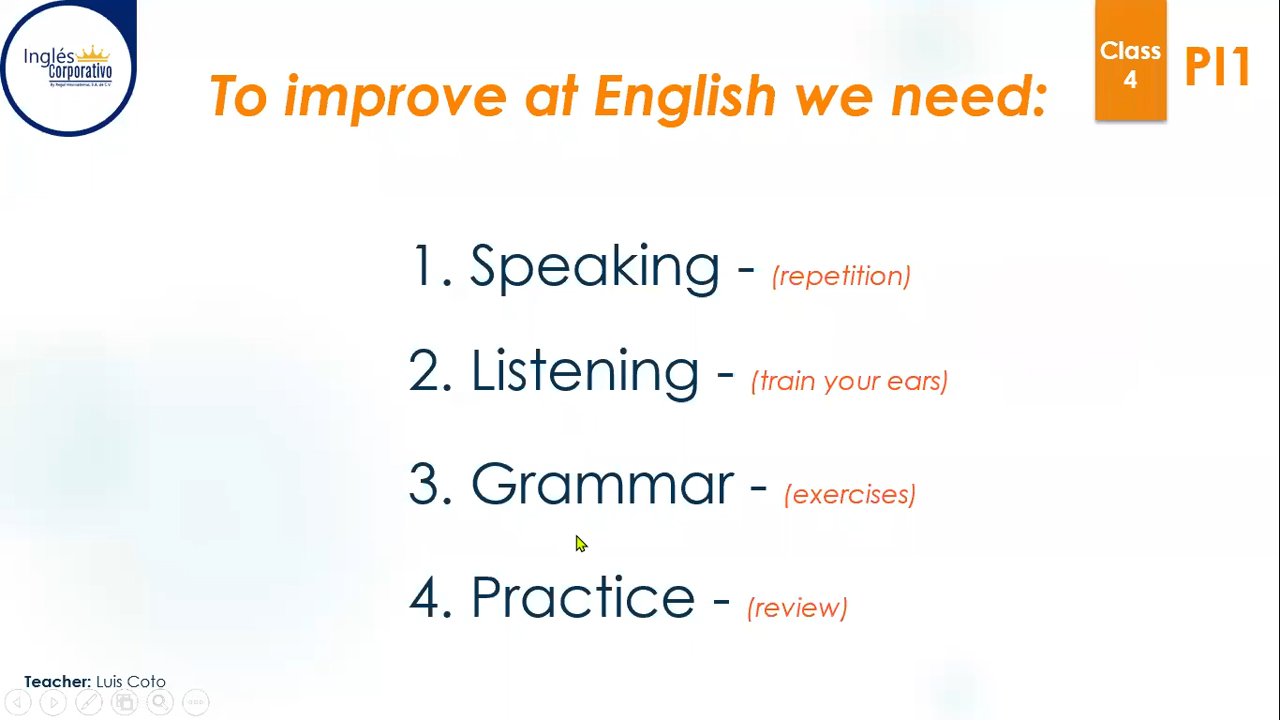 Inglés
Corporativo
Class
4
PI1
To improve at English we need:
1. Speaking - (repetition)
2. Listening - (train your ears)
3. Grammar - (exercises)
4. Practice - (review)
Teacher: Luis Coto